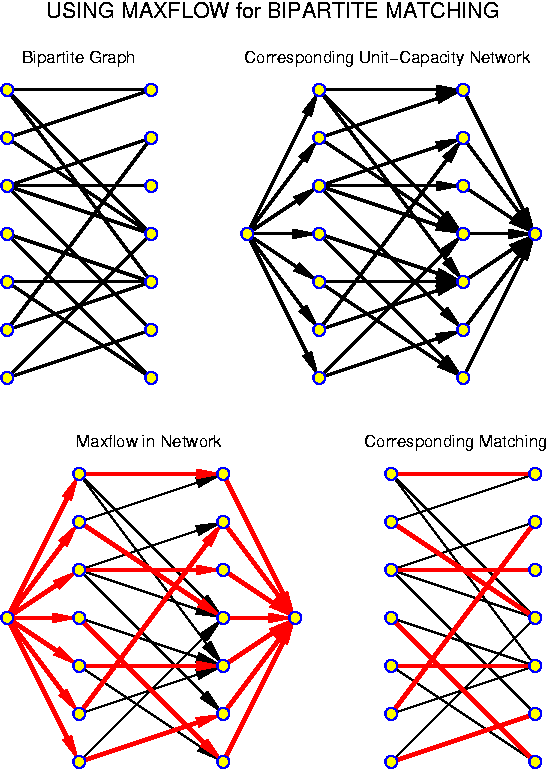 USING MAXFLOW for BIPARTITE MATCHING
Bipartite Graph
Corresponding Unit−Capacity Network
Maxflow in Network
Corresponding Matching